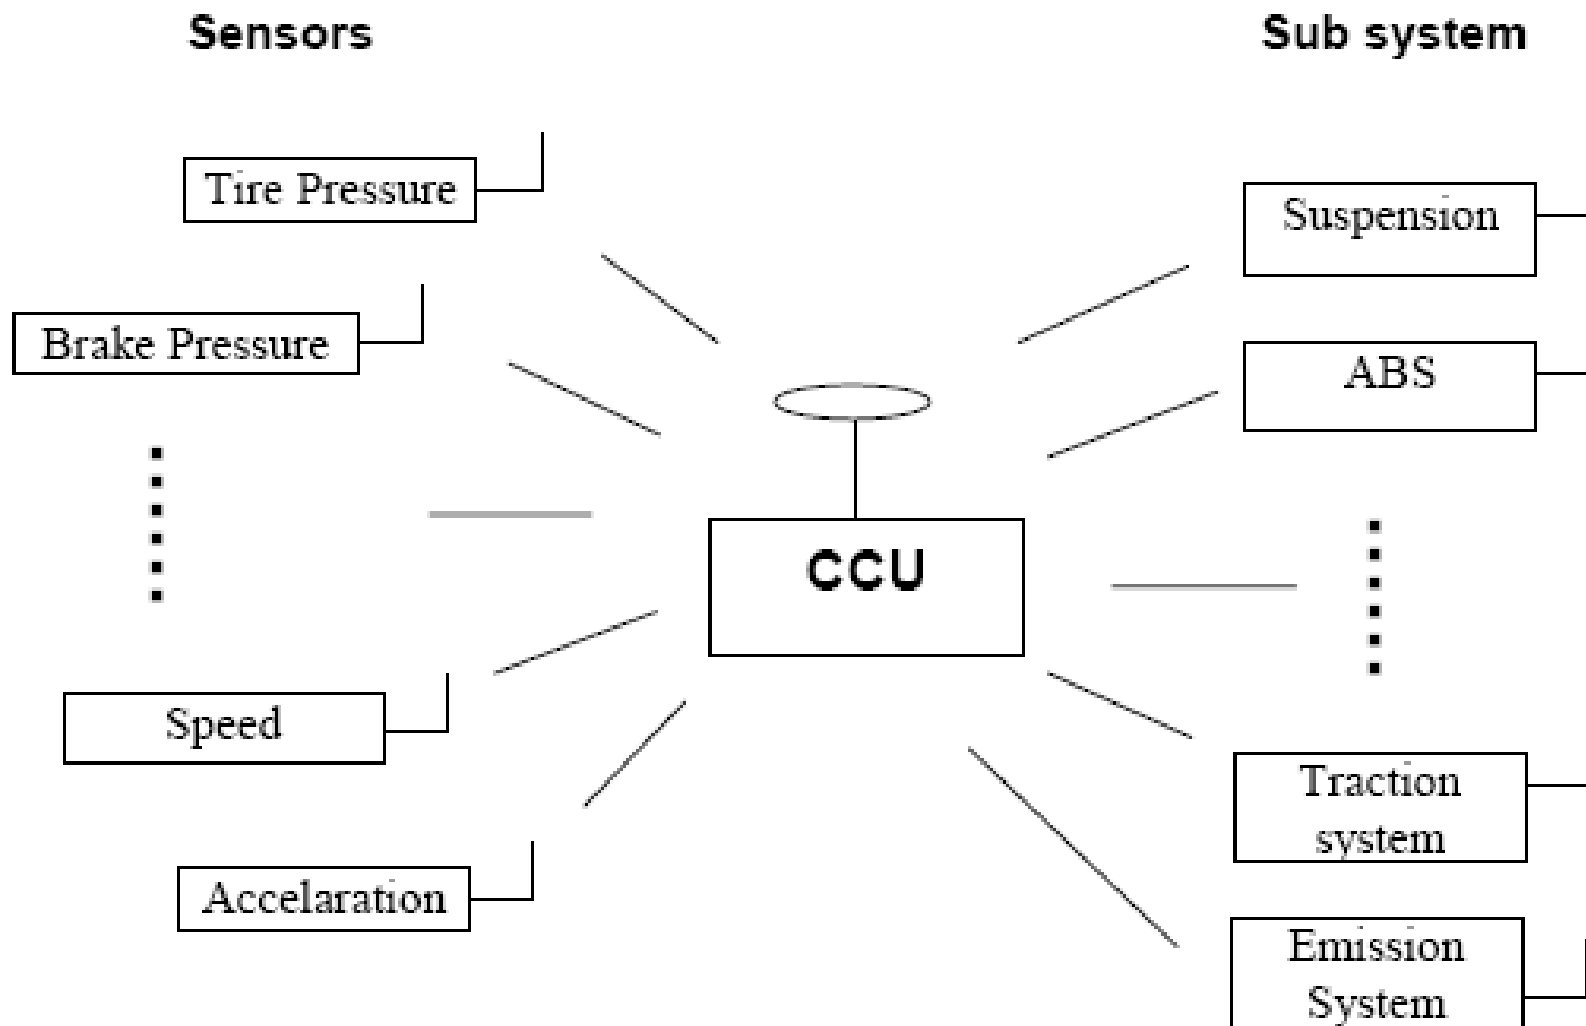 Sensors
Sub system
Tire Pressure
Brake Pressure
Speed
Accelaration
CCU
Suspension
ABS
Traction
system
Emission
System